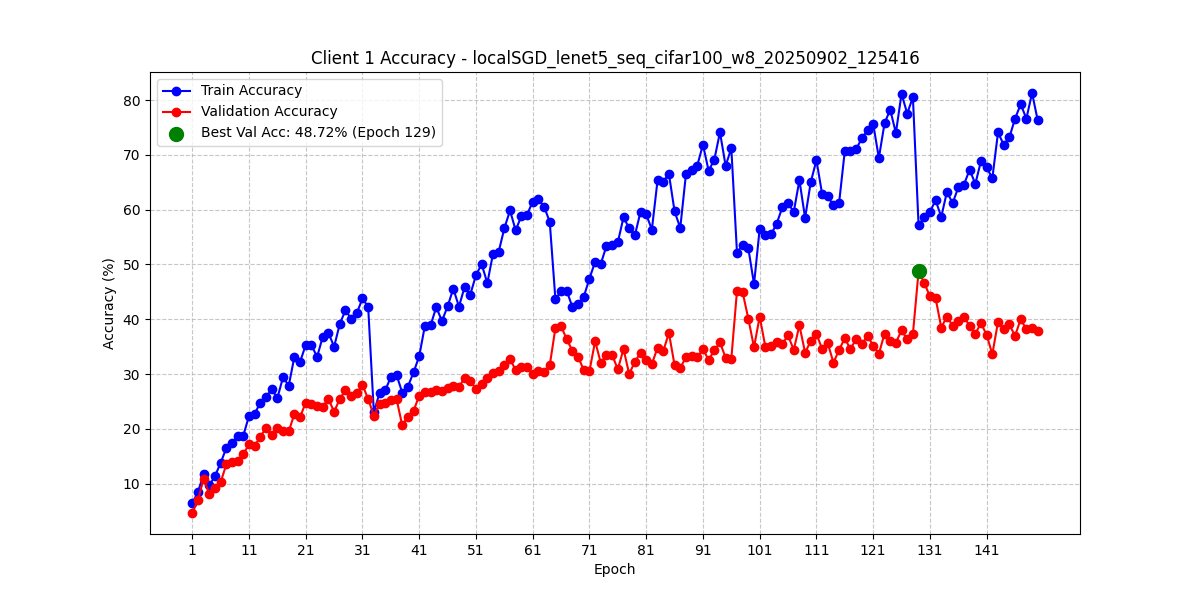 Client 1 Accuracy - localSGD_lenet5_seq_cifar100_w8_20250902_125416
Train Accuracy
Validation Accuracy
Best Val Acc: 48.72% (Epoch 129)
Accuracy (%)
80
70
60
50
40
30
20
10
1 11 21 31 41 51 61 71 81 91 101 111 121 131 141
Epoch